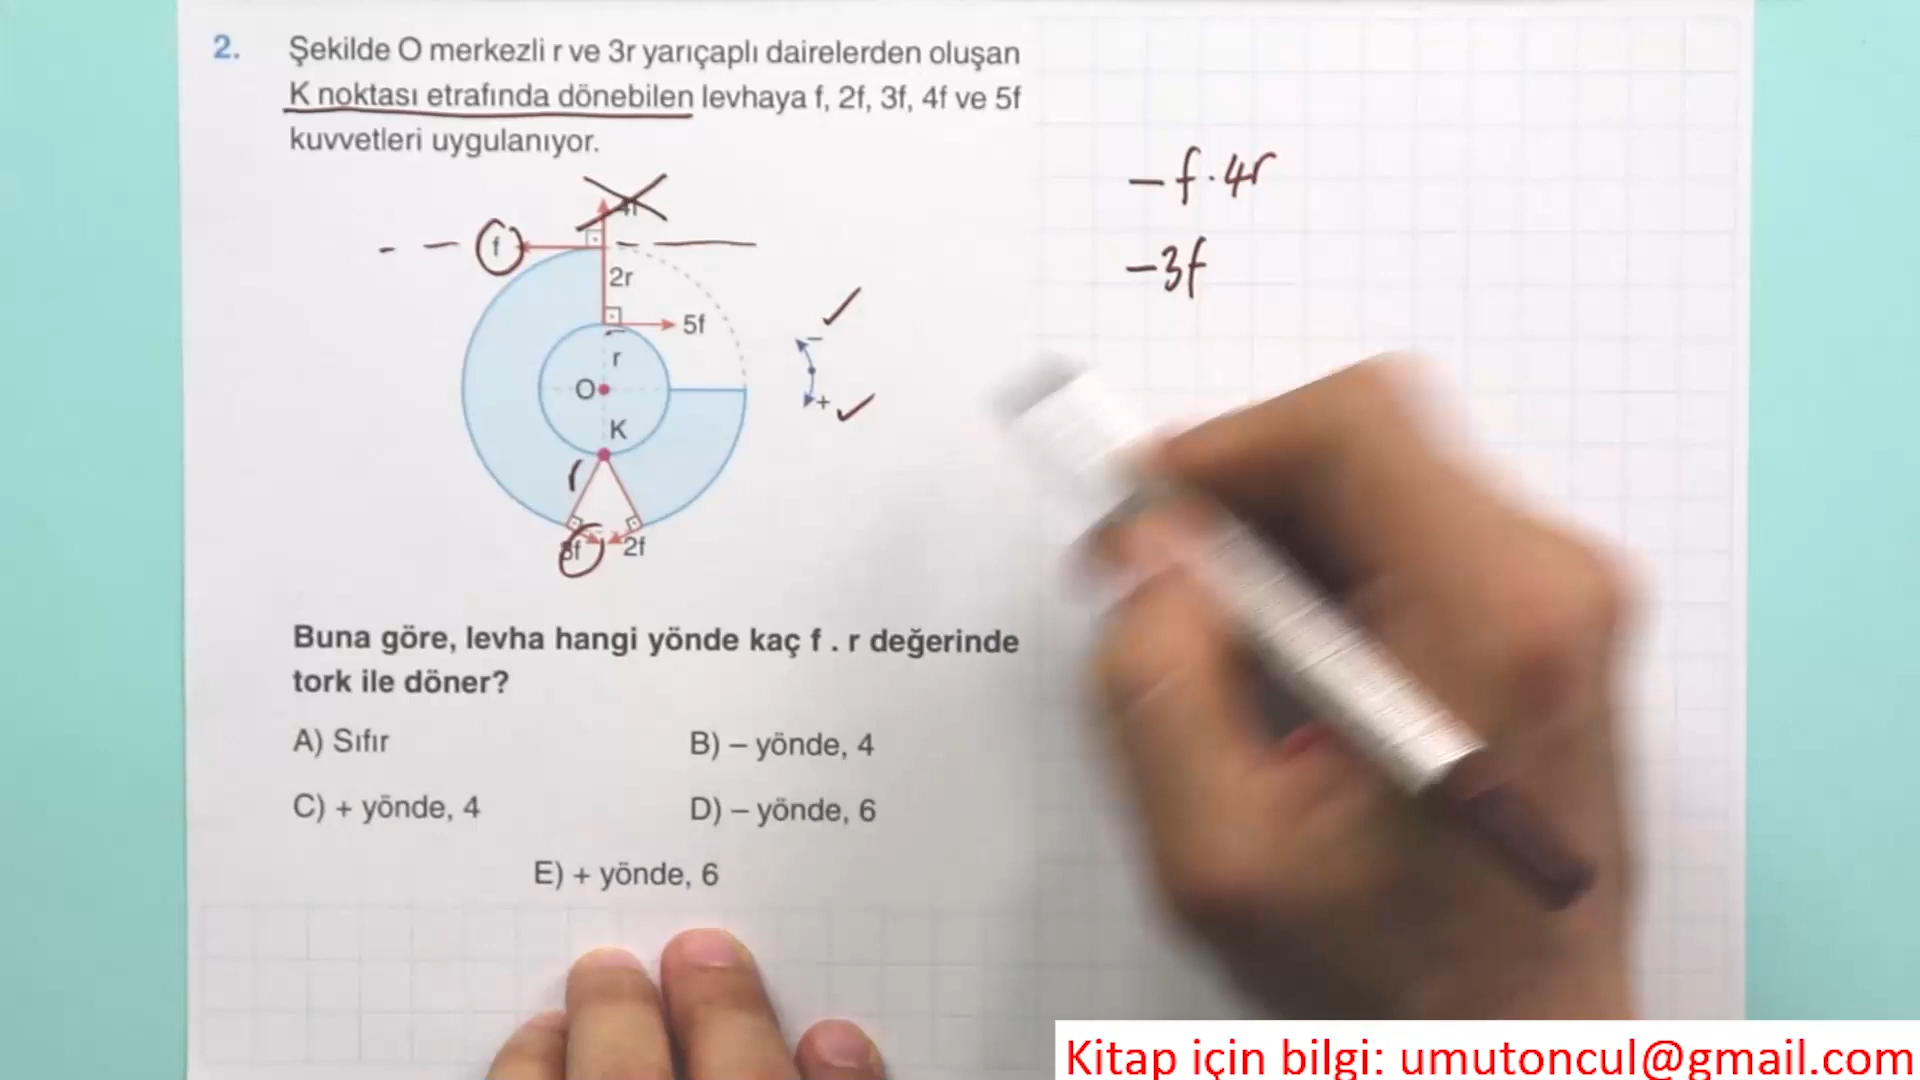 2. Şekilde O merkezli r ve 3r yarıçaplı dairelerden oluşan
K noktası etrafında dönebilen levhaya f, 2f, 3f, 4f ve 5f
kuvvetleri uygulanıyor.
- f . 4r
- 3f
f
2r
5f
r
O
K
r
3f
2f
–
+
Buna göre, levha hangi yönde kaç f . r değerinde
tork ile döner?
A) Sıfır
B) – yönde, 4
C) + yönde, 4
D) – yönde, 6
E) + yönde, 6
Kitap için bilgi: umutoncul@gmail.com